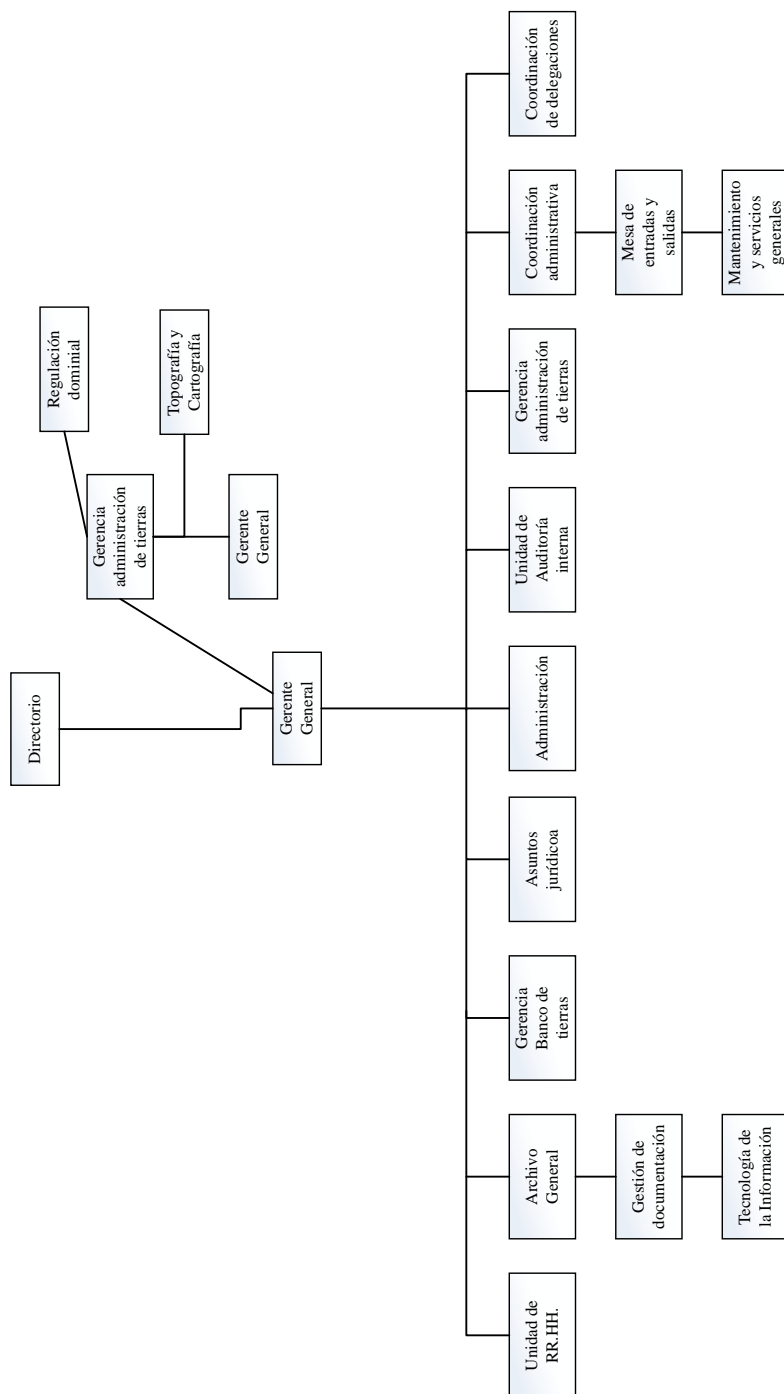 Directorio
Gerente
General
Gerencia
administración
de tierras
Regulación
dominial
Topografía y
Cartografía
Gerente
General
Unidad de
RR.HH.
Archivo
General
Gestión de
documentación
Tecnología de
la Información
Gerencia
Banco de
tierras
Asuntos
jurídicoa
Administración
Unidad de
Auditoría
interna
Gerencia
administración
de tierras
Coordinación
administrativa
Mesa de
entradas y
salidas
Mantenimiento
y servicios
generales
Coordinación
de delegaciones